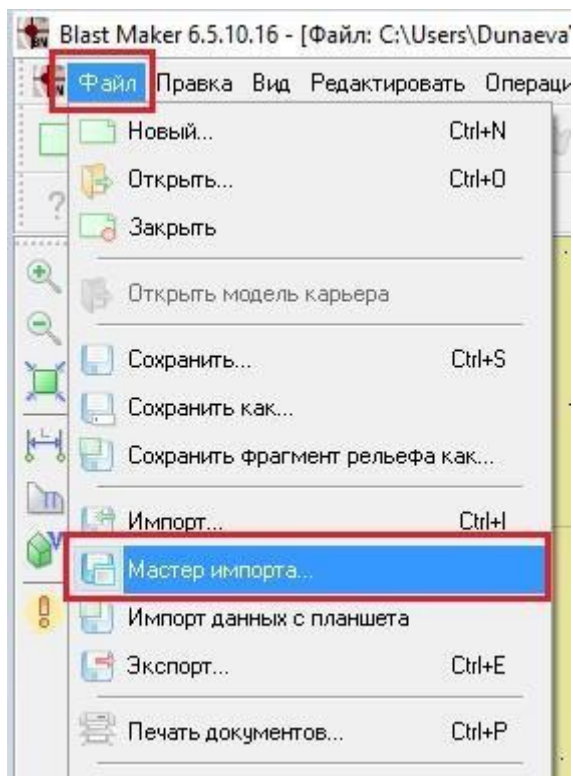 Blast Maker 6.5.10.16 - [Файл: C:\Users\Dunaeva
Файл Правка Вид Редактировать Операци
Новый... Ctrl+N
Открыть... Ctrl+O
Закрыть
Открыть модель карьера
Сохранить... Ctrl+S
Сохранить как...
Сохранить фрагмент рельефа как...
Импорт... Ctrl+I
Мастер импорта...
Импорт данных с планшета
Экспорт... Ctrl+E
Печать документов... Ctrl+P